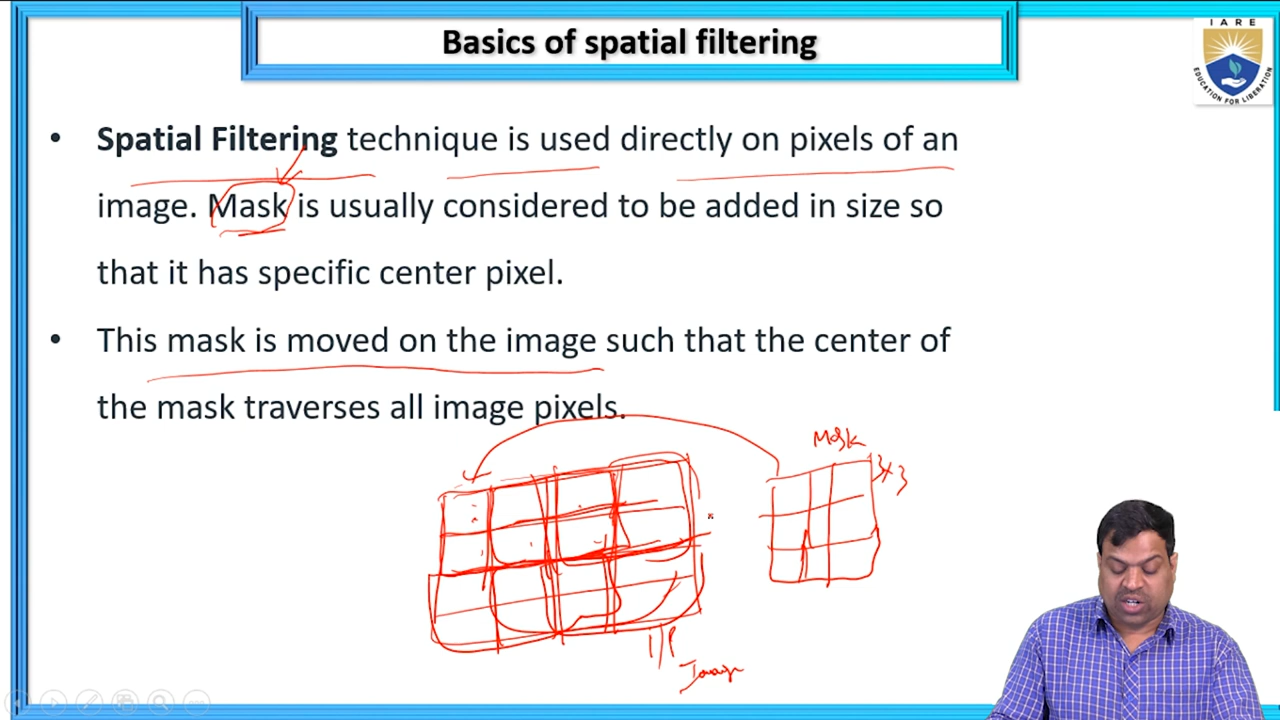 Basics of spatial filtering
IARE
EDUCATION FOR LIBERATION
• Spatial Filtering technique is used directly on pixels of an
image. Mask is usually considered to be added in size so
that it has specific center pixel.
• This mask is moved on the image such that the center of
the mask traverses all image pixels.
Mask
3x3
I/P
Image